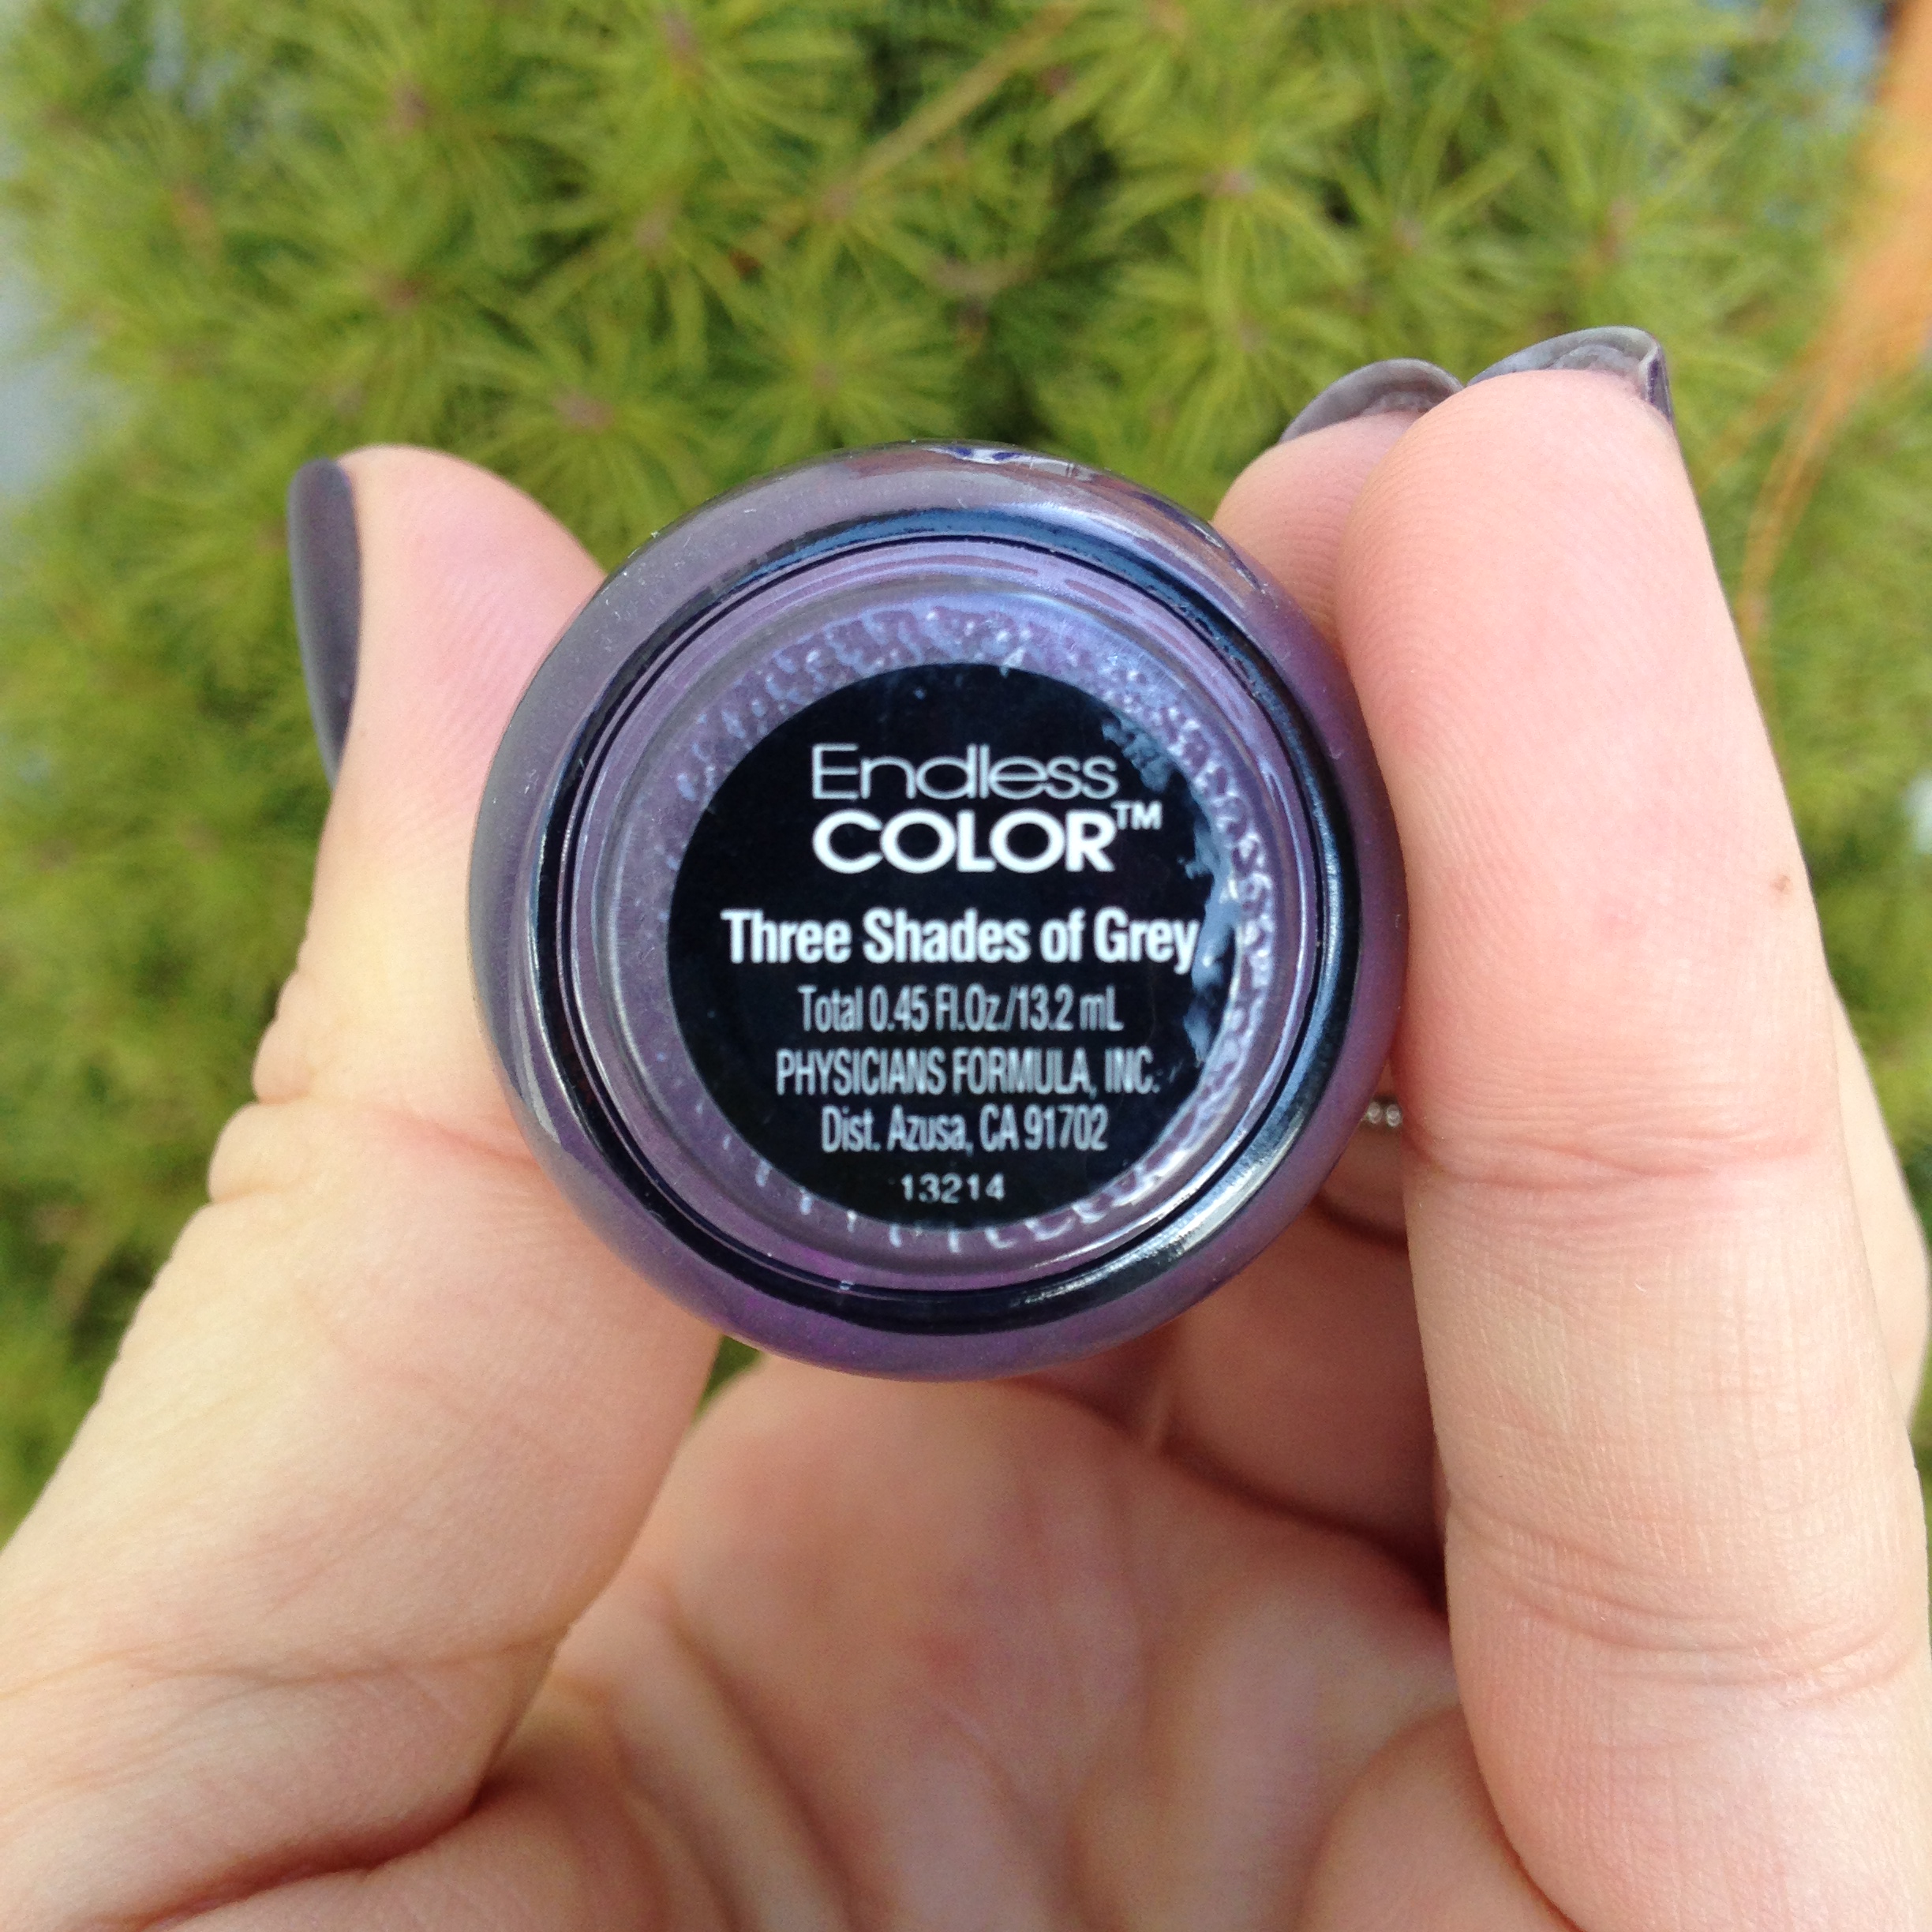 Endless
COLOR™
Three Shades of Grey
Total 0.45 Fl.Oz./13.2 mL
PHYSICIANS FORMULA, INC.
Dist. Azusa, CA 91702
13214